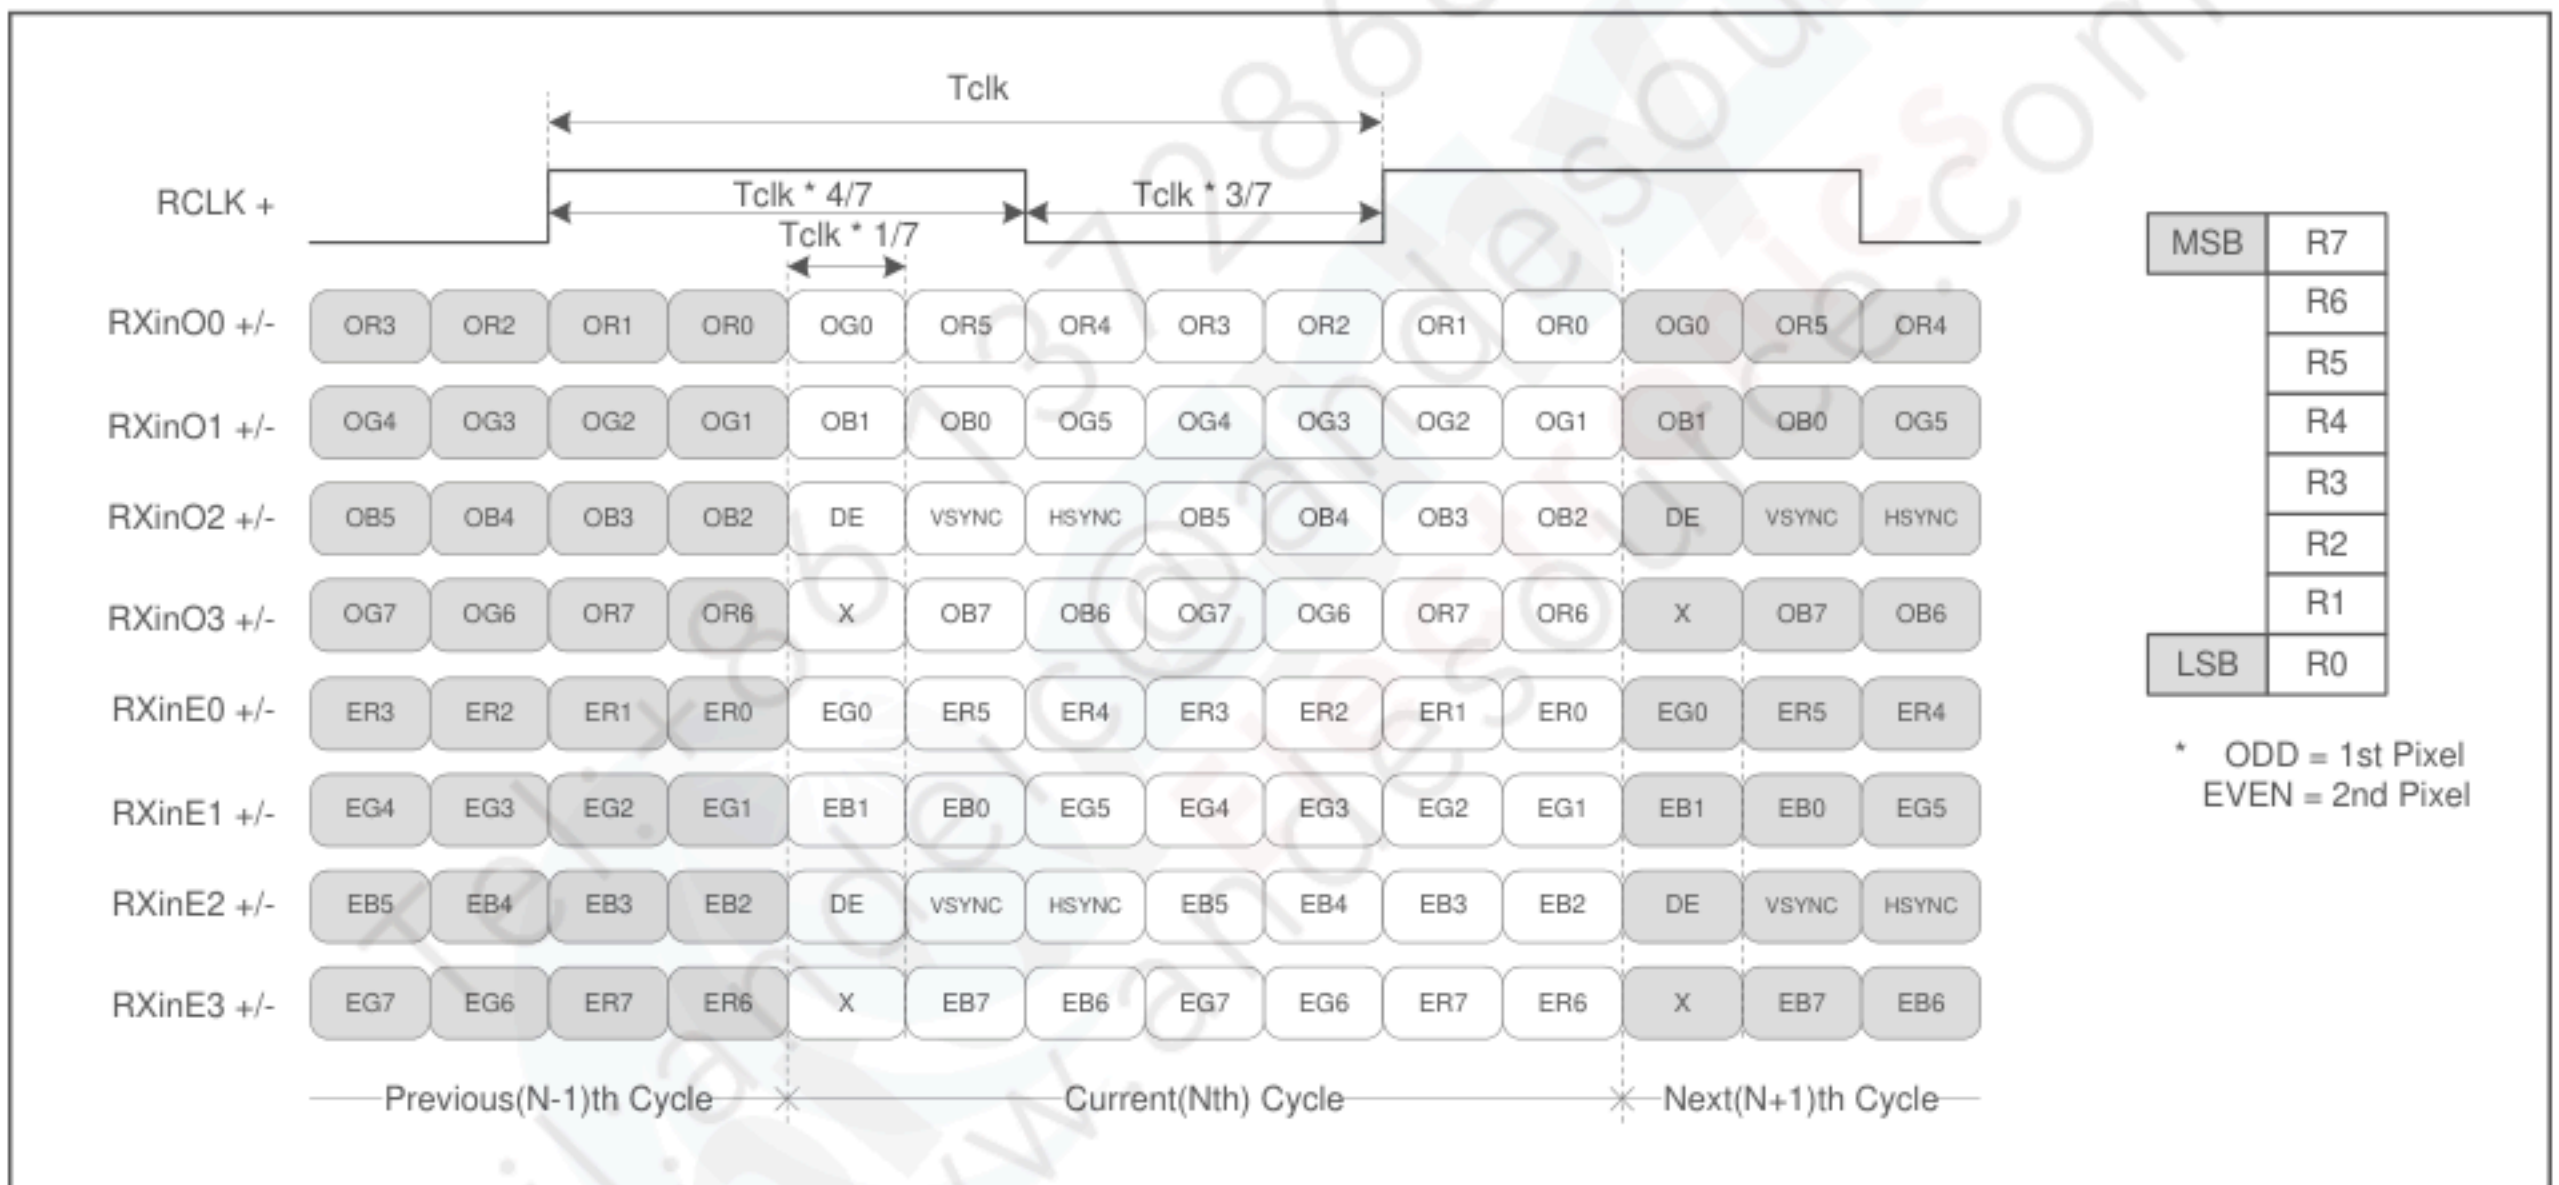 Tclk
RCLK +
Tclk * 4/7
Tclk * 3/7
Tclk * 1/7
RXinO0 +/- OR3 OR2 OR1 OR0 OG0 OR5 OR4 OR3 OR2 OR1 OR0 OG0 OR5 OR4
RXinO1 +/- OG4 OG3 OG2 OG1 OB1 OB0 OG5 OG4 OG3 OG2 OG1 OB1 OB0 OG5
RXinO2 +/- OB5 OB4 OB3 OB2 DE VSYNC HSYNC OB5 OB4 OB3 OB2 DE VSYNC HSYNC
RXinO3 +/- OG7 OG6 OR7 OR6 X OB7 OB6 OG7 OG6 OR7 OR6 X OB7 OB6
RXinE0 +/- ER3 ER2 ER1 ER0 EG0 ER5 ER4 ER3 ER2 ER1 ER0 EG0 ER5 ER4
RXinE1 +/- EG4 EG3 EG2 EG1 EB1 EB0 EG5 EG4 EG3 EG2 EG1 EB1 EB0 EG5
RXinE2 +/- EB5 EB4 EB3 EB2 DE VSYNC HSYNC EB5 EB4 EB3 EB2 DE VSYNC HSYNC
RXinE3 +/- EG7 EG6 ER7 ER6 X EB7 EB6 EG7 EG6 ER7 ER6 X EB7 EB6
Previous(N-1)th Cycle
Current(Nth) Cycle
Next(N+1)th Cycle
MSB R7
R6
R5
R4
R3
R2
R1
LSB R0
* ODD = 1st Pixel
EVEN = 2nd Pixel
Electronics